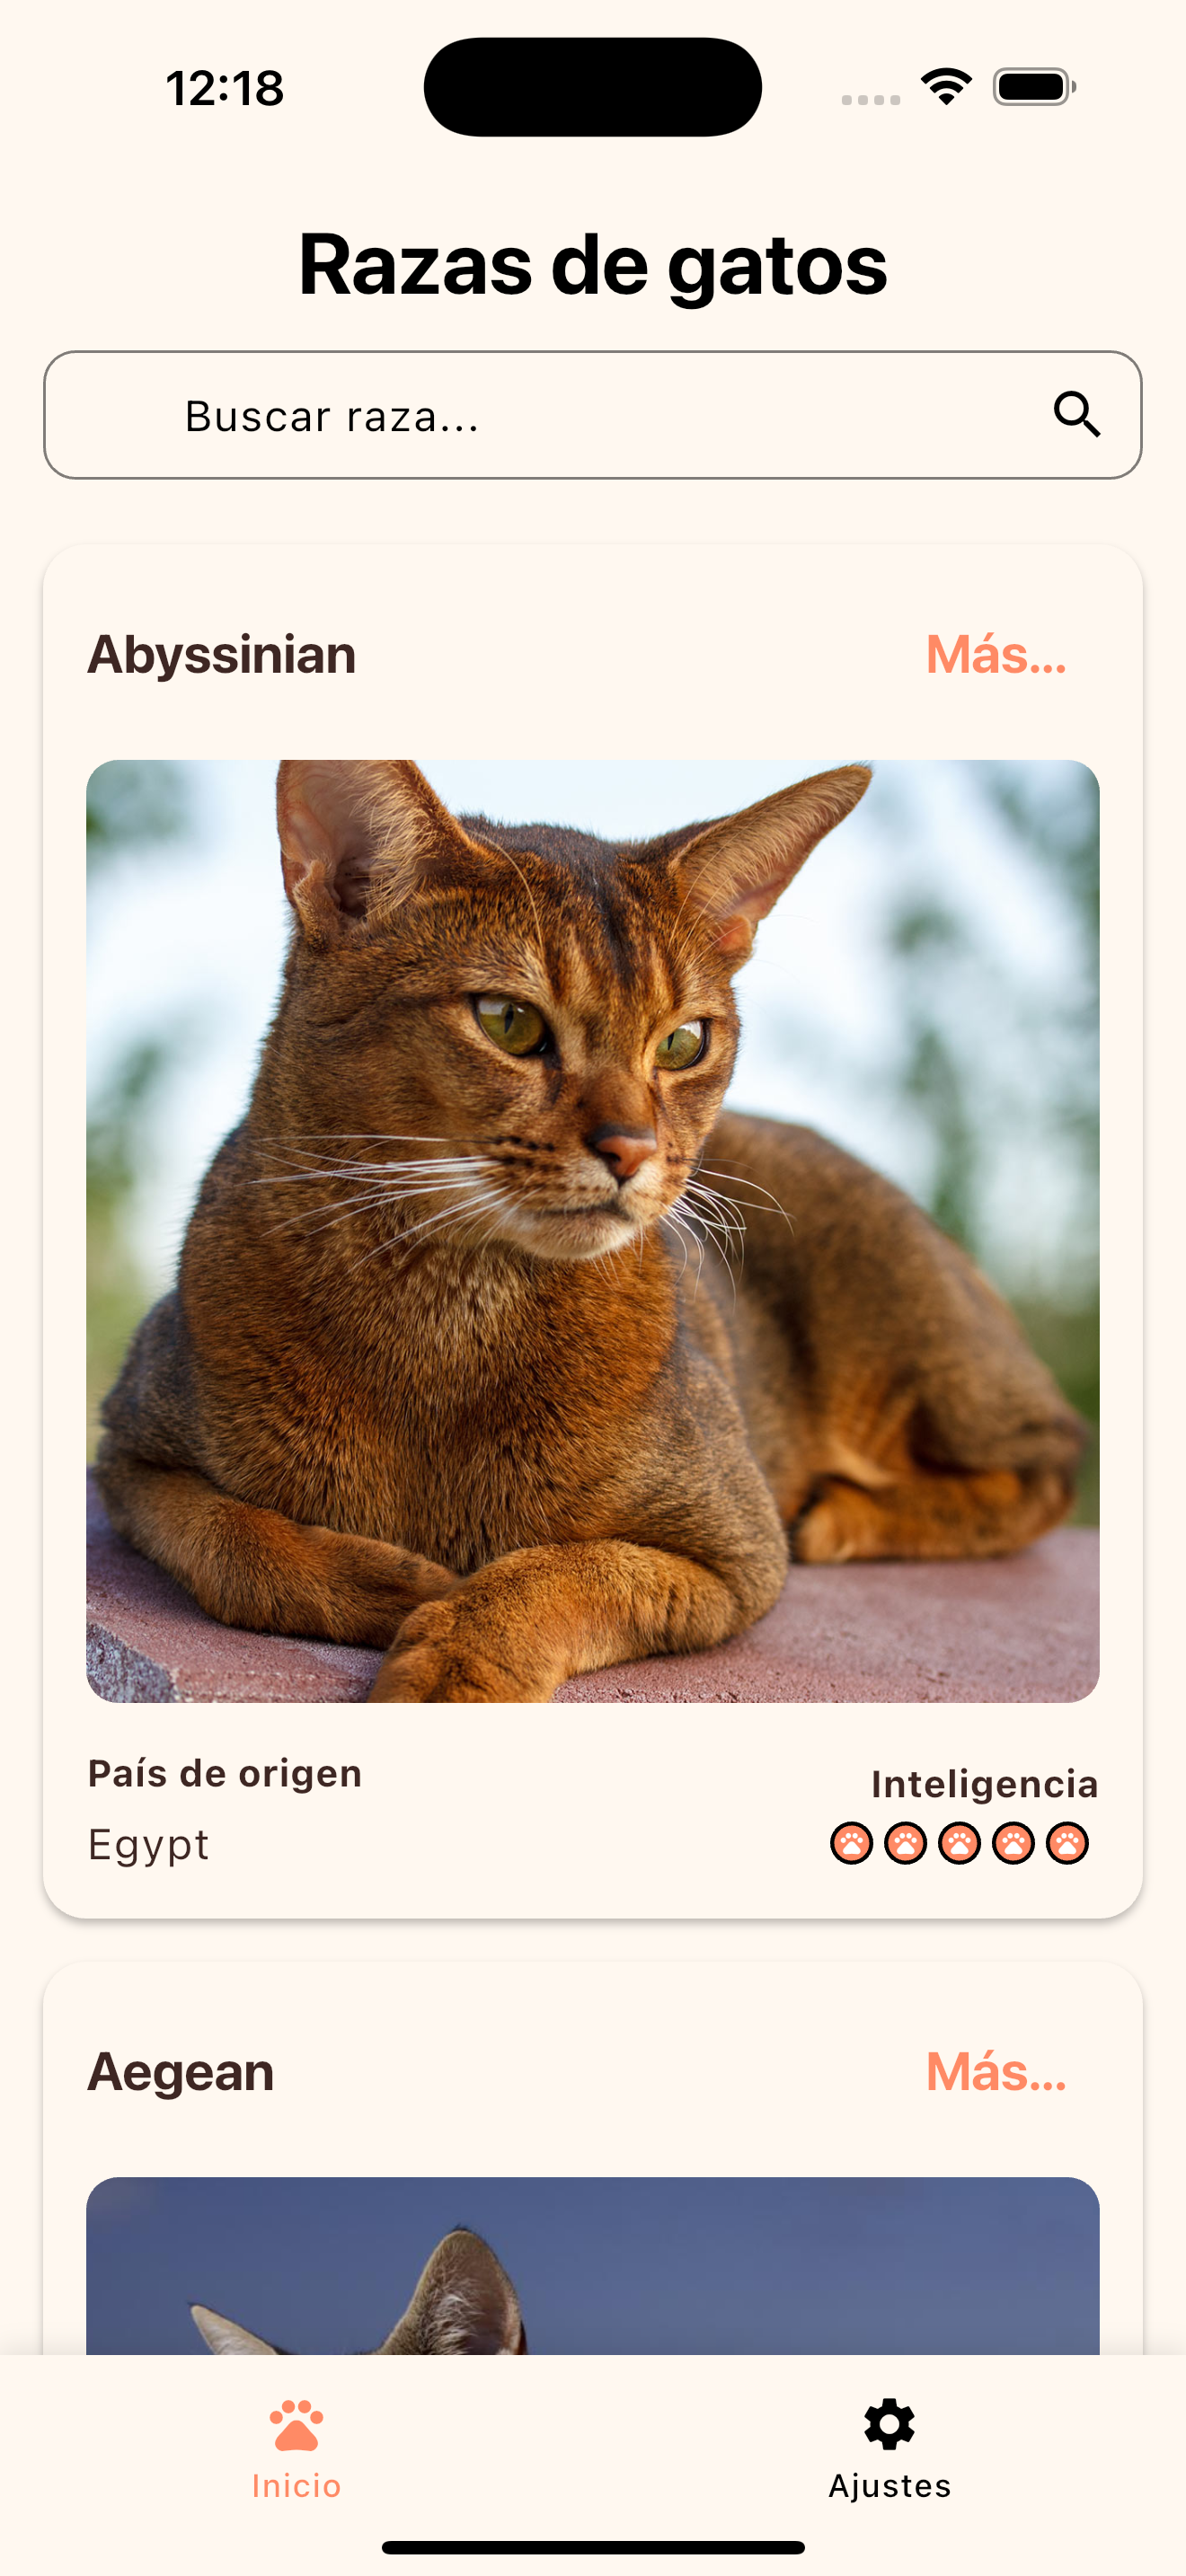 12:18
Razas de gatos
Buscar raza...
Abyssinian
Más...
País de origen
Inteligencia
Egypt
Aegean
Más...
Inicio
Ajustes